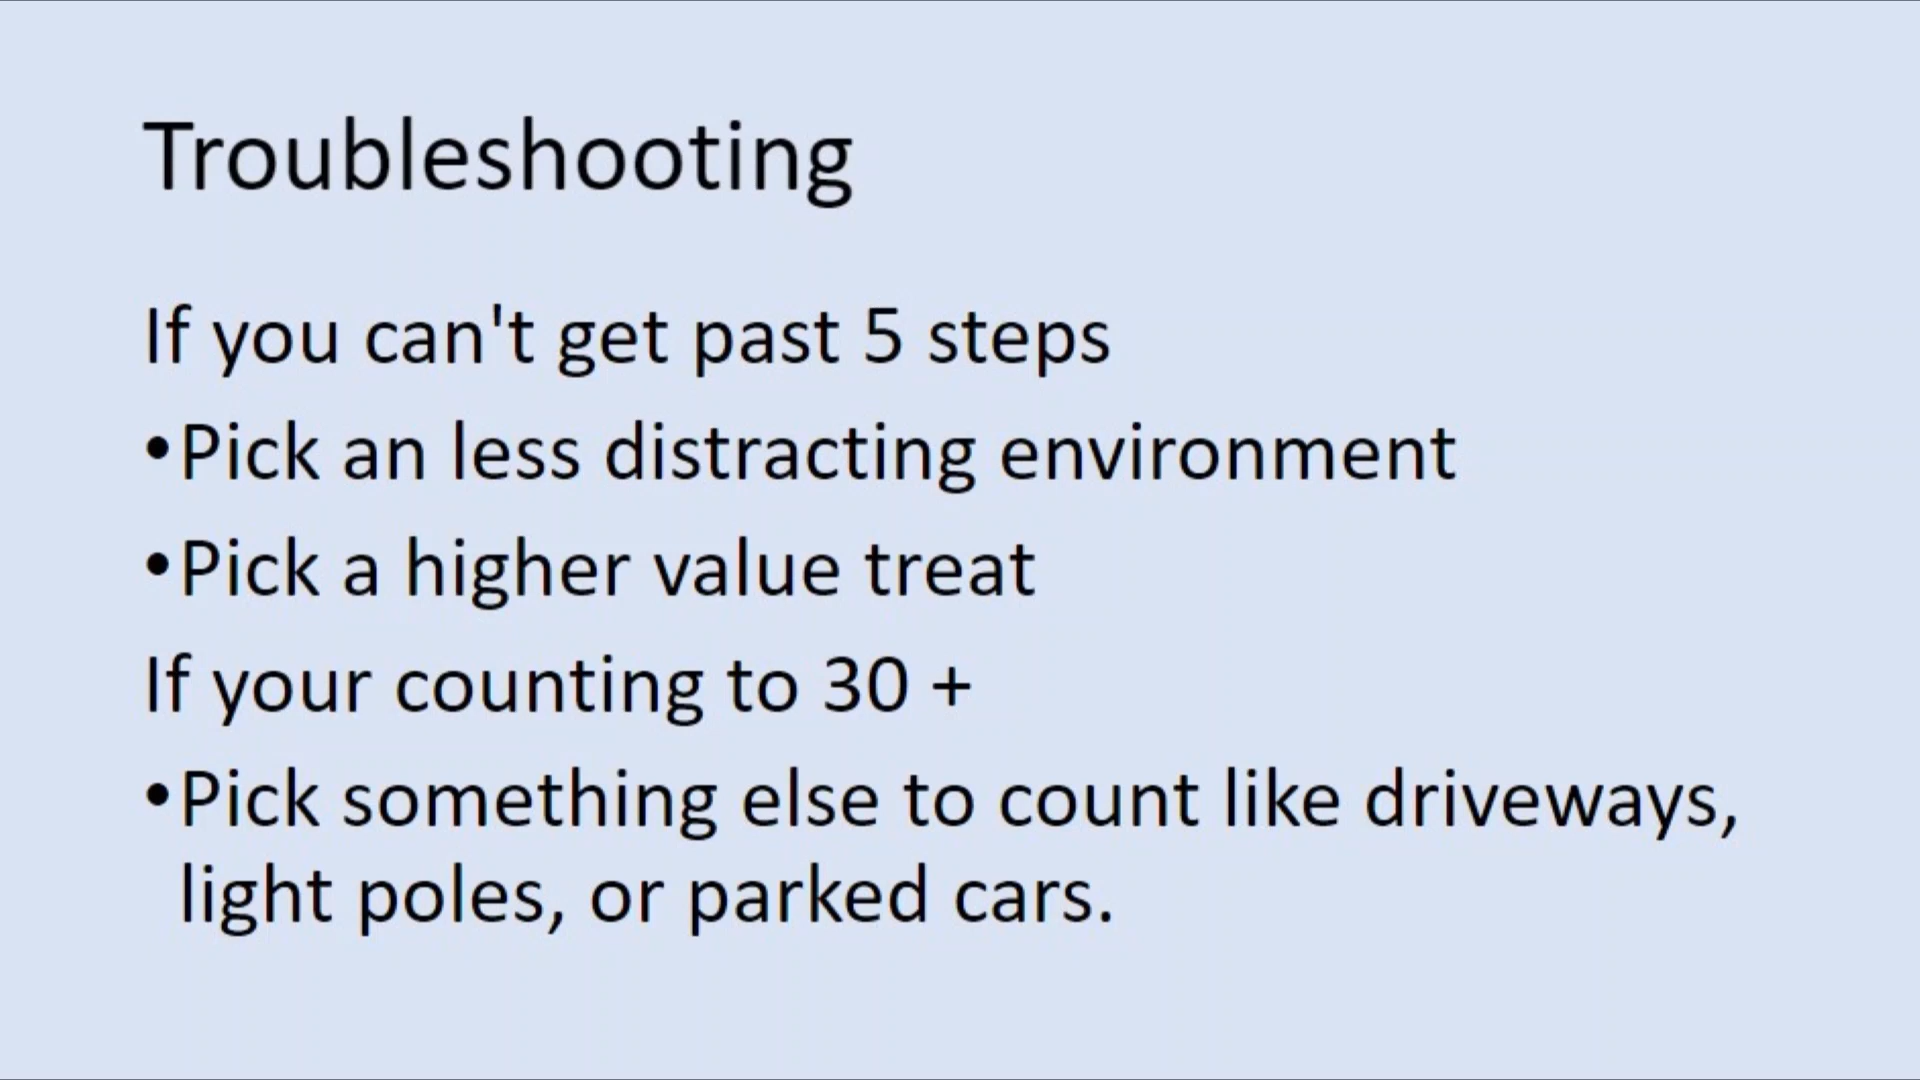 Troubleshooting
If you can't get past 5 steps
•Pick an less distracting environment
•Pick a higher value treat
If your counting to 30 +
•Pick something else to count like driveways,
light poles, or parked cars.